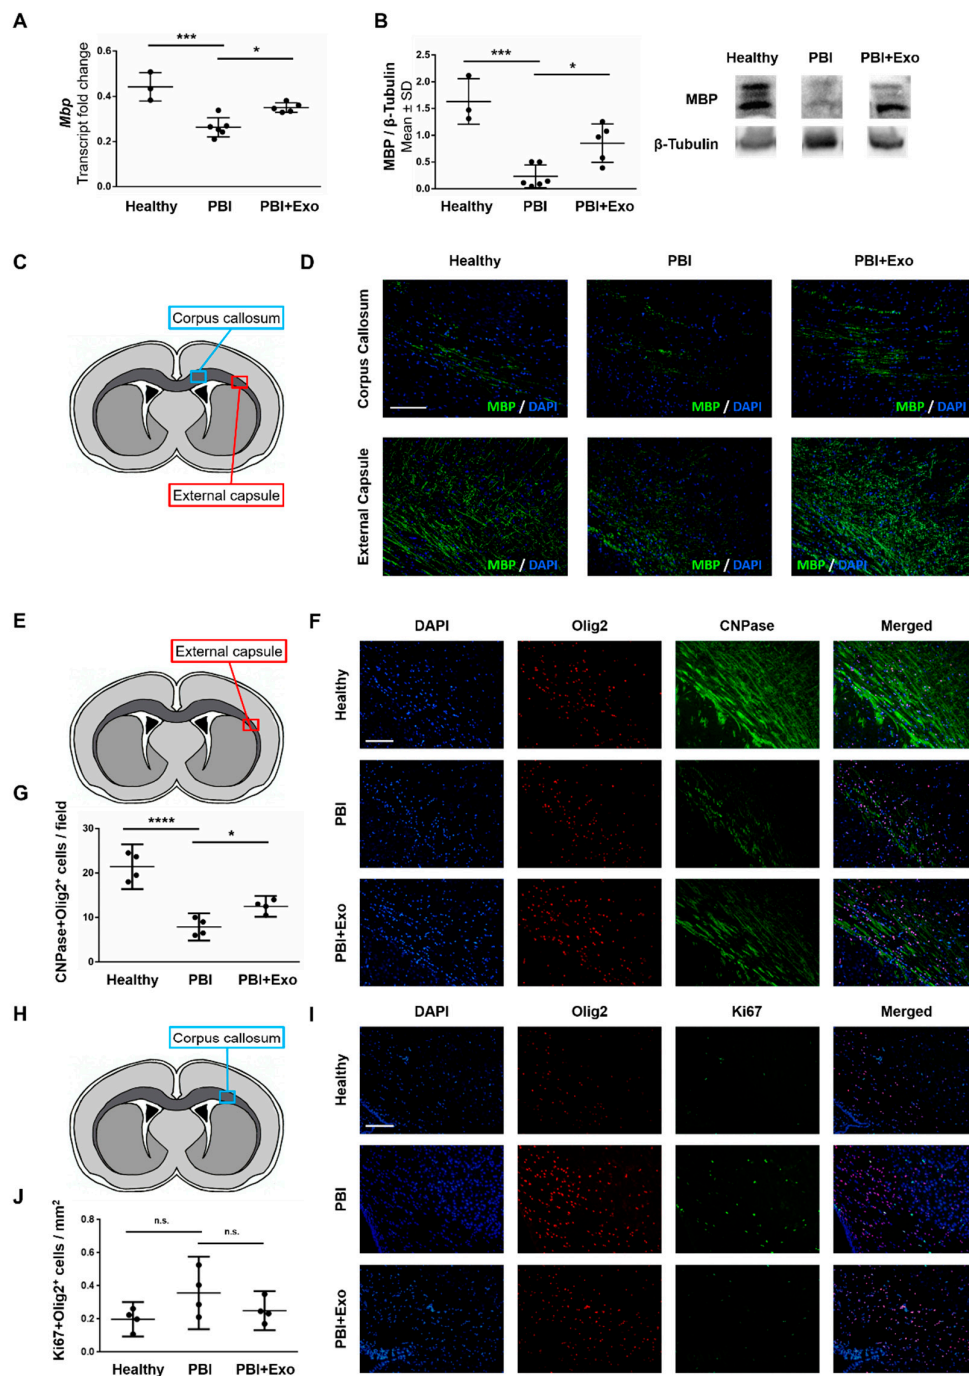 A
Mbp
Transcript fold change
0.6
0.4
0.2
0.0
***
*
Healthy PBI PBI+Exo
B
MBP / β-Tubulin
Mean ± SD
2.5
2.0
1.5
1.0
0.5
0.0
***
*
Healthy PBI PBI+Exo
Healthy PBI PBI+Exo
MBP
β-Tubulin
C
Corpus callosum
External capsule
D
Healthy PBI PBI+Exo
Corpus Callosum
MBP / DAPI MBP / DAPI MBP / DAPI
External Capsule
MBP / DAPI MBP / DAPI MBP / DAPI
E
External capsule
F
DAPI Olig2 CNPase Merged
Healthy
PBI
PBI+Exo
G
CNPase+Olig2⁺ cells / field
30
20
10
0
****
*
Healthy PBI PBI+Exo
H
Corpus callosum
I
DAPI Olig2 Ki67 Merged
Healthy
PBI
PBI+Exo
J
Ki67+Olig2⁺ cells / mm²
0.8
0.6
0.4
0.2
0.0
n.s.
n.s.
Healthy PBI PBI+Exo